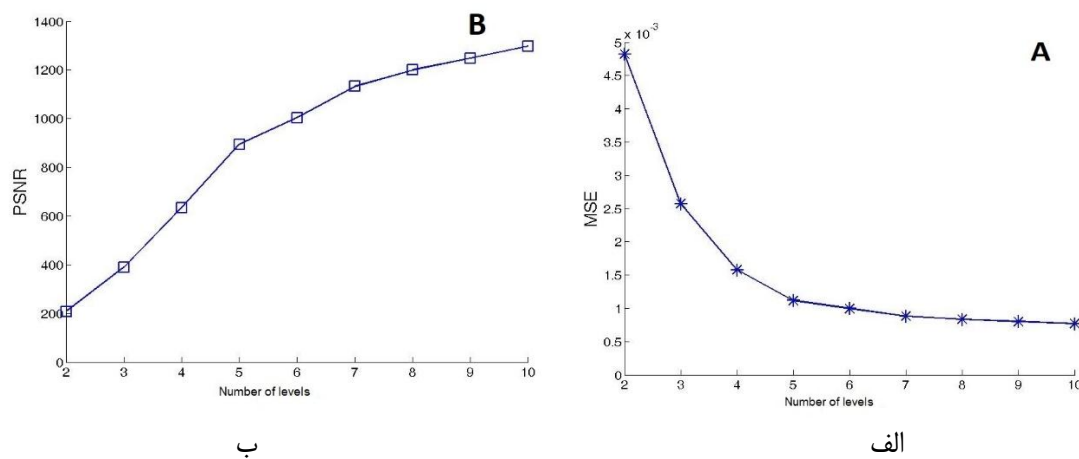 B
1400
1200
1000
800
600
400
200
0
PSNR
2 3 4 5 6 7 8 9 10
Number of levels
ب
A
× 10⁻³
5
4.5
4
3.5
3
2.5
2
1.5
1
0.5
0
MSE
2 3 4 5 6 7 8 9 10
Number of levels
الف